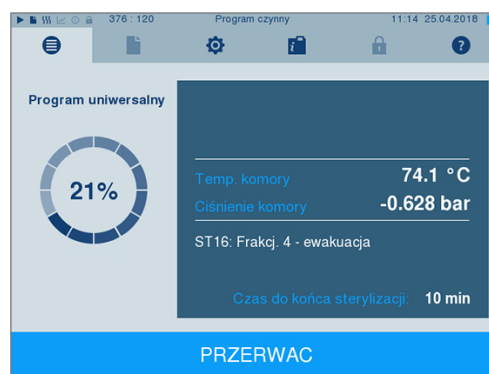 376 : 120 Program czynny 11:14 25.04.2018
Program uniwersalny
21%
Temp. komory 74.1 °C
Ciśnienie komory -0.628 bar
ST16: Frakcj. 4 - ewakuacja
Czas do końca sterylizacji: 10 min
PRZERWAC